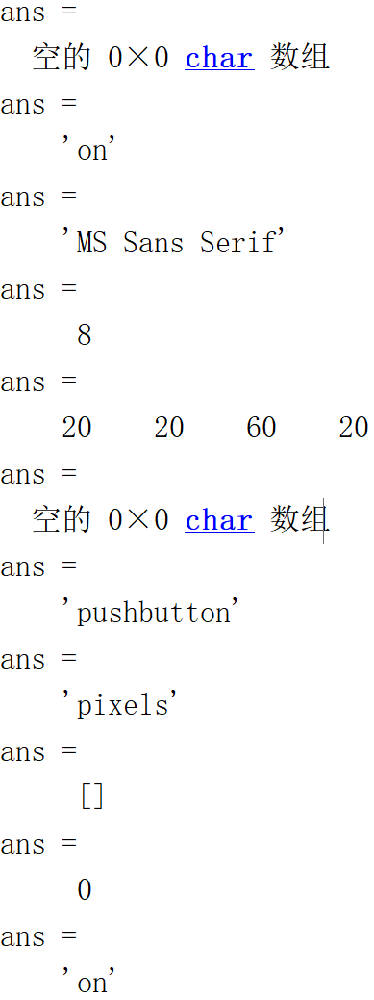 ans =
空的 0×0 char 数组
ans =
'on'
ans =
'MS Sans Serif'
ans =
8
ans =
20 20 60 20
ans =
空的 0×0 char 数组
ans =
'pushbutton'
ans =
'pixels'
ans =
[]
ans =
0
ans =
'on'